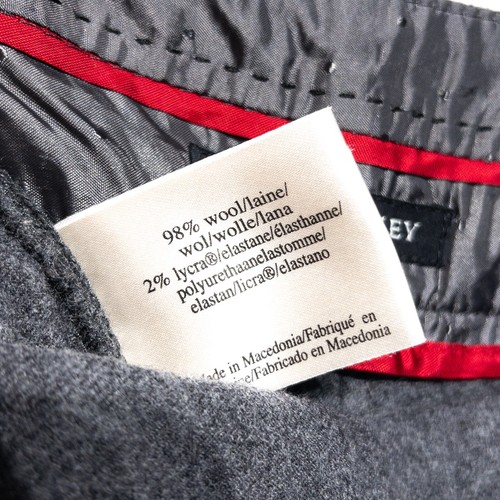 98% wool/laine/
wol/wolle/lana
2% lycra®/elastane/élasthanne/
polyurethaanelastomme/
elastan/licra®/elastano
Made in Macedonia/Fabriqué en
/Fabricado en Macedonia